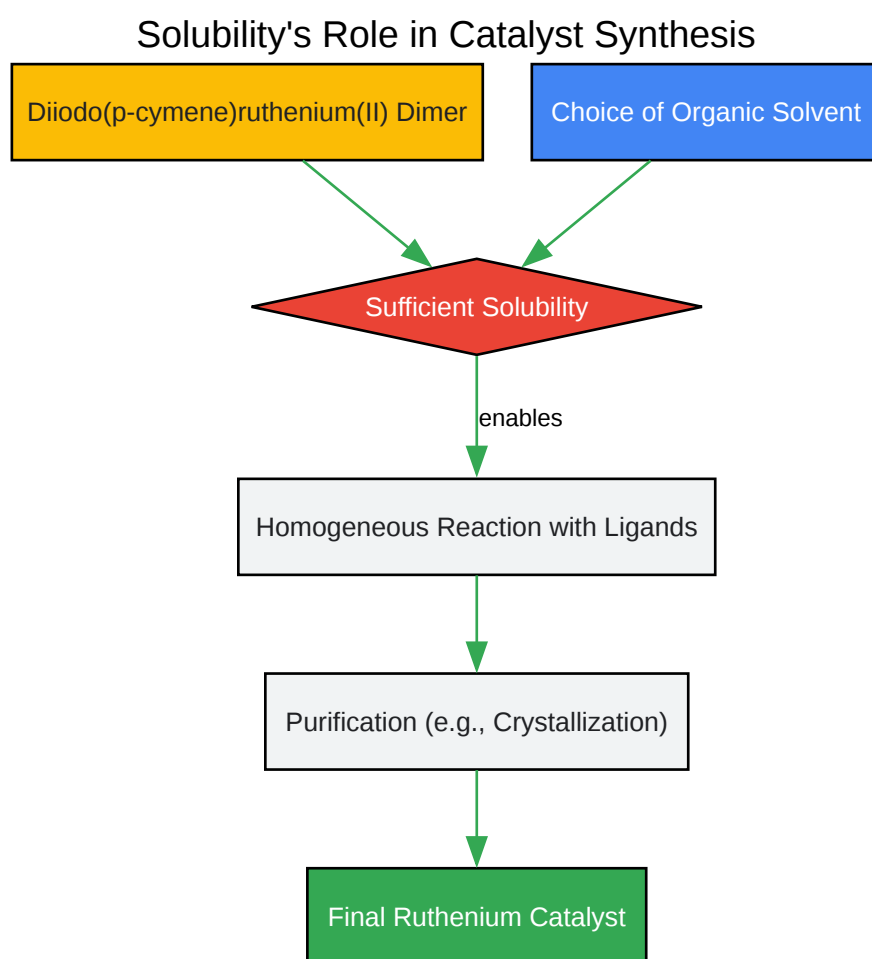 Solubility's Role in Catalyst Synthesis
Diiodo(p-cymene)ruthenium(II) Dimer
Choice of Organic Solvent
Sufficient Solubility
enables
Homogeneous Reaction with Ligands
Purification (e.g., Crystallization)
Final Ruthenium Catalyst